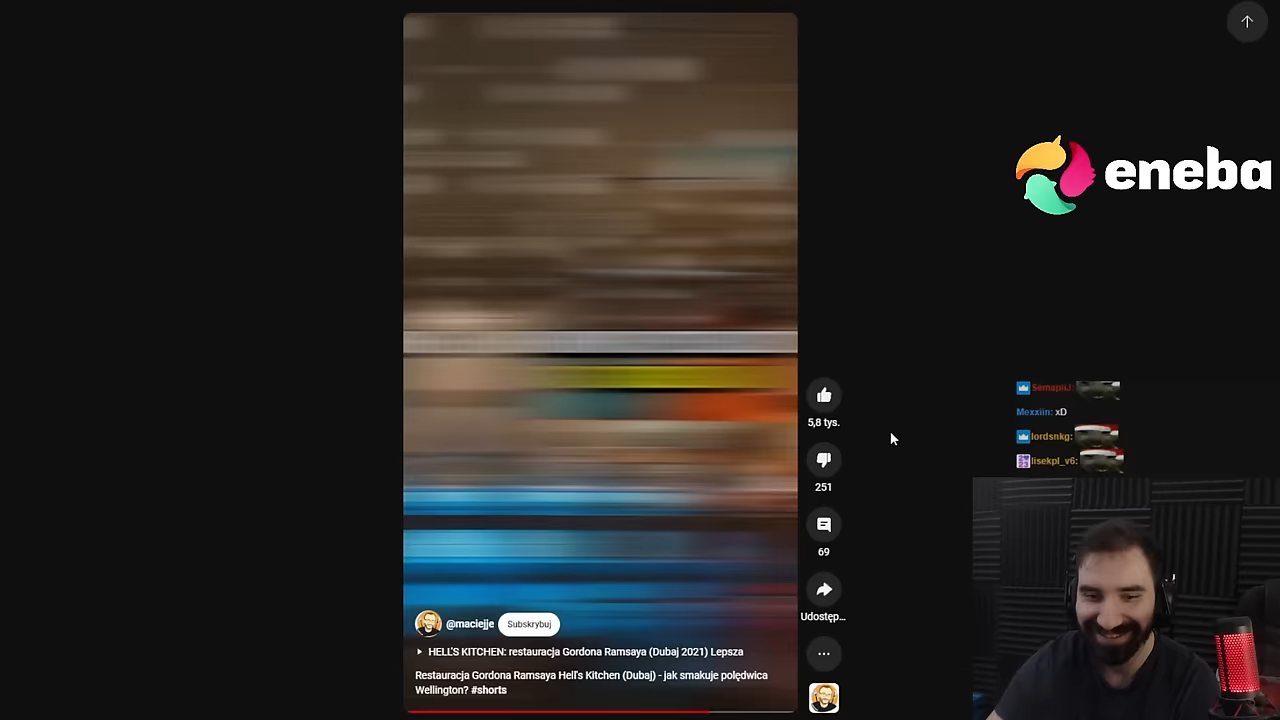 eneba
SemapiiJ:
Mexxiin: xD
lordsnkg:
lisekpl_v6:
5,8 tys.
251
69
Udostęp...
@maciejje
Subskrybuj
HELL'S KITCHEN: restauracja Gordona Ramsaya (Dubaj 2021) Lepsza
Restauracja Gordona Ramsaya Hell's Kitchen (Dubaj) - jak smakuje polędwica
Wellington? #shorts